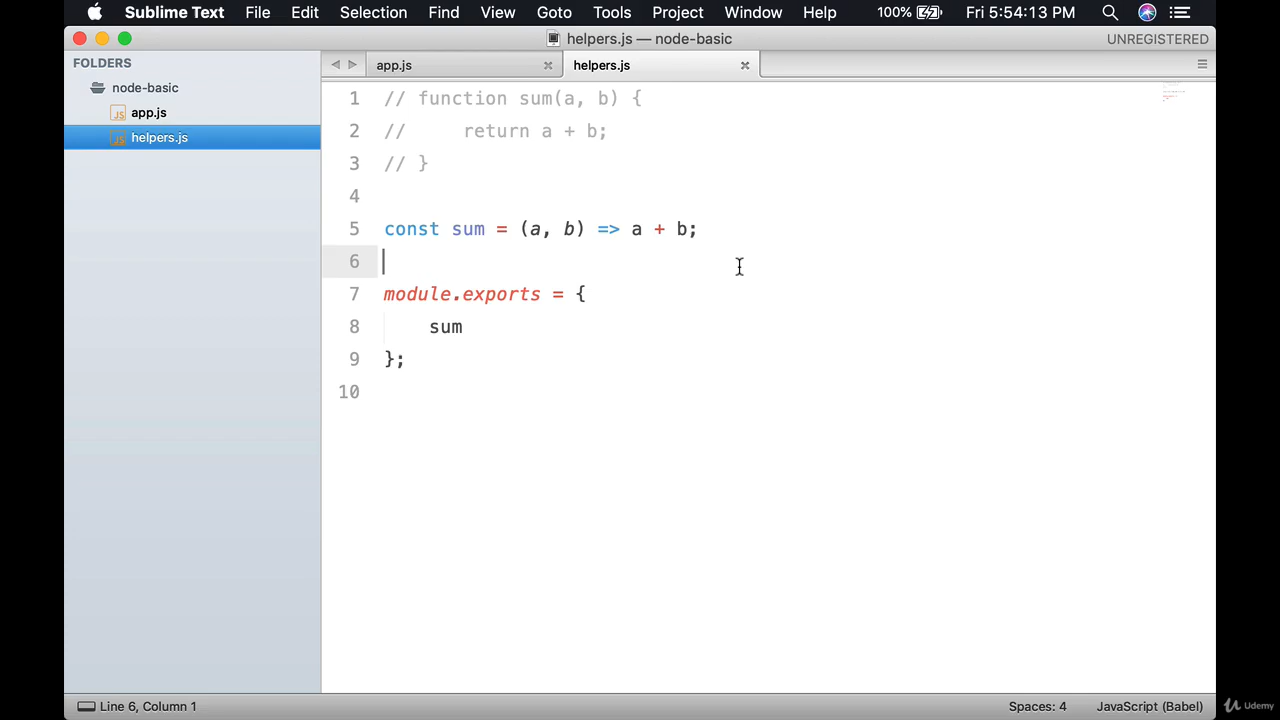 Sublime Text File Edit Selection Find View Goto Tools Project Window Help 100% Fri 5:54:13 PM
helpers.js — node-basic UNREGISTERED
FOLDERS
node-basic
app.js
helpers.js
app.js helpers.js
1 // function sum(a, b) {
2 //     return a + b;
3 // }
4
5 const sum = (a, b) => a + b;
6
7 module.exports = {
8     sum
9 };
10
Line 6, Column 1 Spaces: 4 JavaScript (Babel)
Udemy